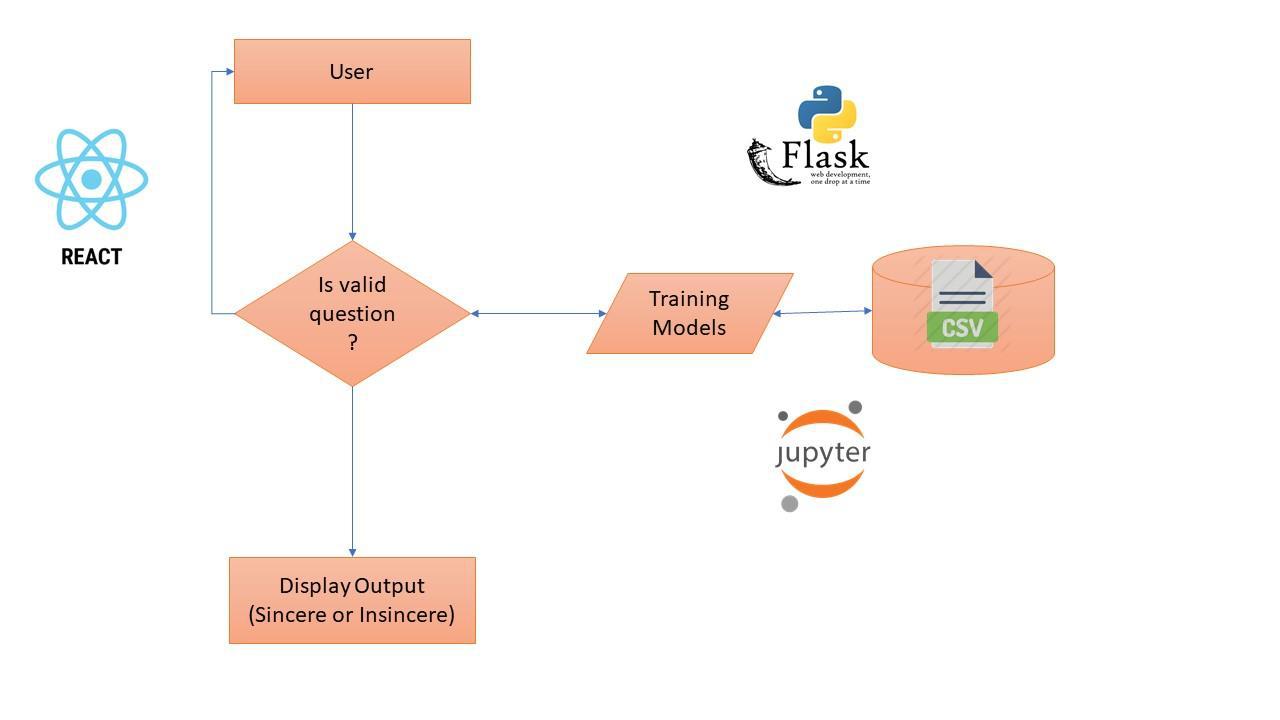 User
REACT
Flask
web development,
one drop at a time
Is valid
question
?
Training
Models
CSV
jupyter
Display Output
(Sincere or Insincere)